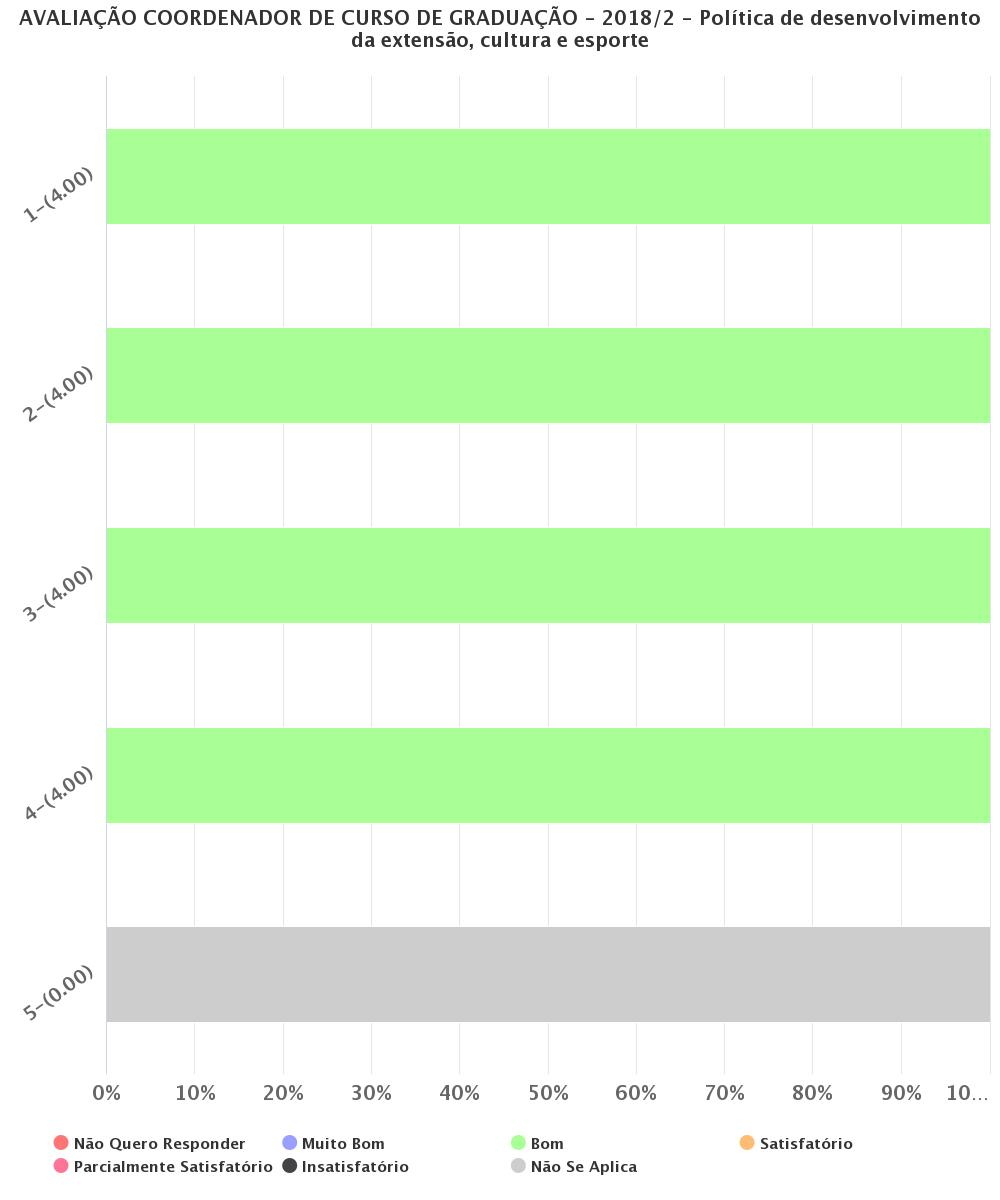 AVALIAÇÃO COORDENADOR DE CURSO DE GRADUAÇÃO - 2018/2 - Política de desenvolvimento
da extensão, cultura e esporte
1-(4.00)
2-(4.00)
3-(4.00)
4-(4.00)
5-(0.00)
0% 10% 20% 30% 40% 50% 60% 70% 80% 90% 10...
Não Quero Responder Muito Bom Bom Satisfatório
Parcialmente Satisfatório Insatisfatório Não Se Aplica